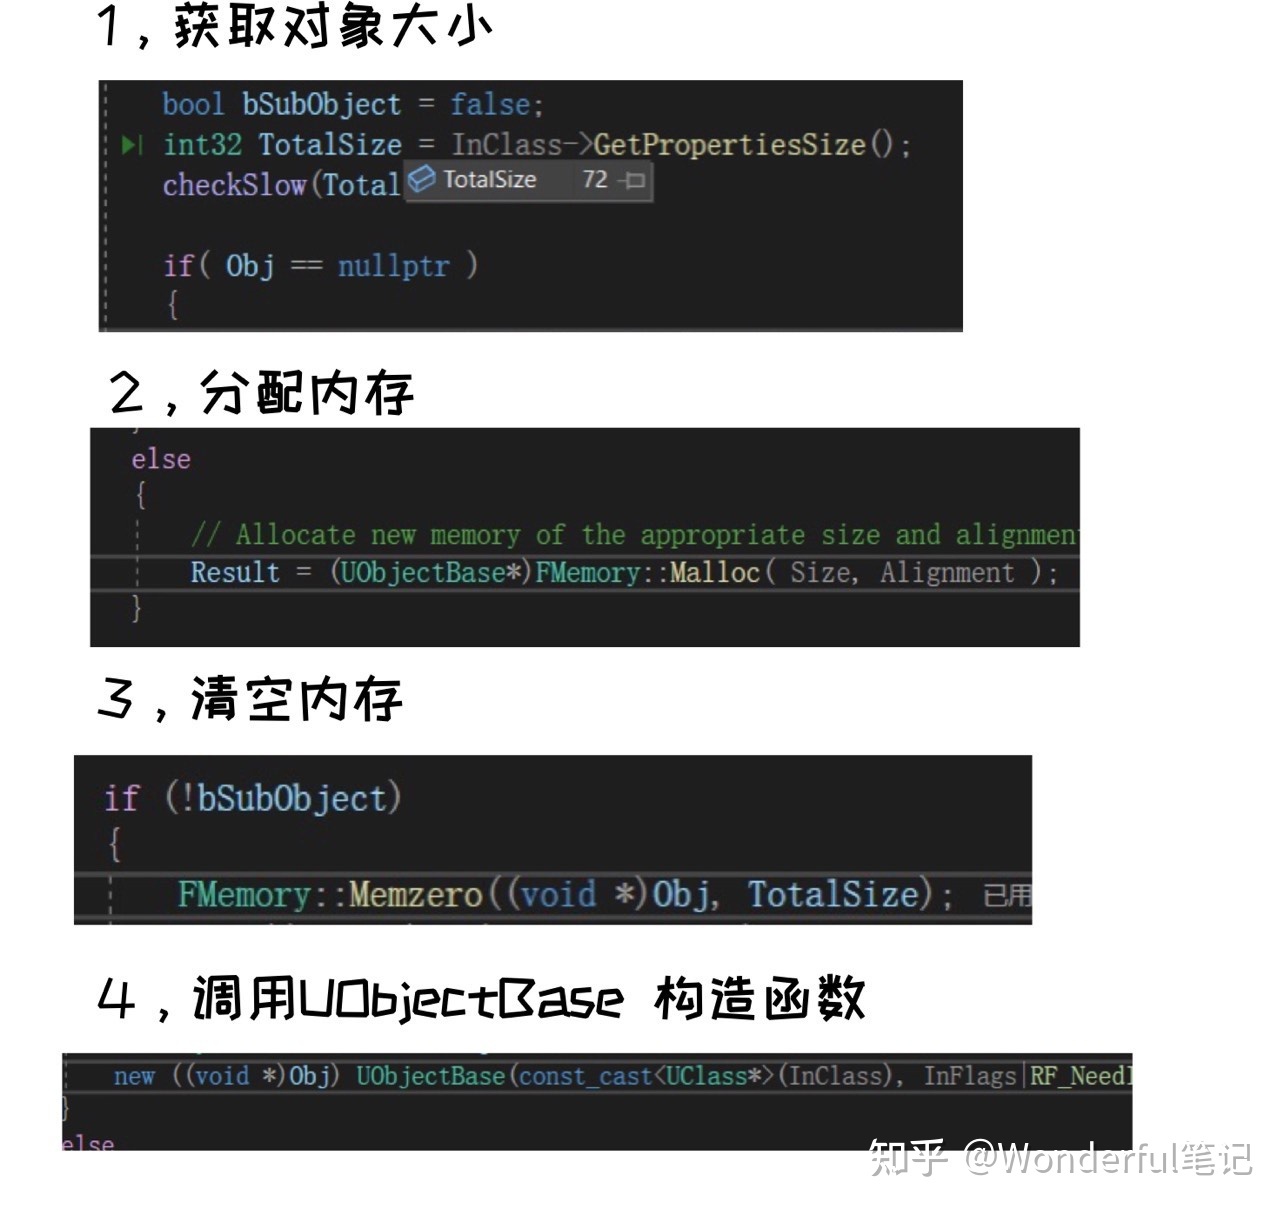 1，获取对象大小
bool bSubObject = false;
int32 TotalSize = InClass->GetPropertiesSize();
checkSlow(Total
TotalSize 72
if( Obj == nullptr )
{
2，分配内存
else
{
// Allocate new memory of the appropriate size and alignmen
Result = (UObjectBase*)FMemory::Malloc( Size, Alignment );
}
3，清空内存
if (!bSubObject)
{
FMemory::Memzero((void *)Obj, TotalSize); 已用
4，调用UObjectBase 构造函数
new ((void *)Obj) UObjectBase(const_cast<UClass*>(InClass), InFlags|RF_Need
}
else
知乎 @Wonderful笔记